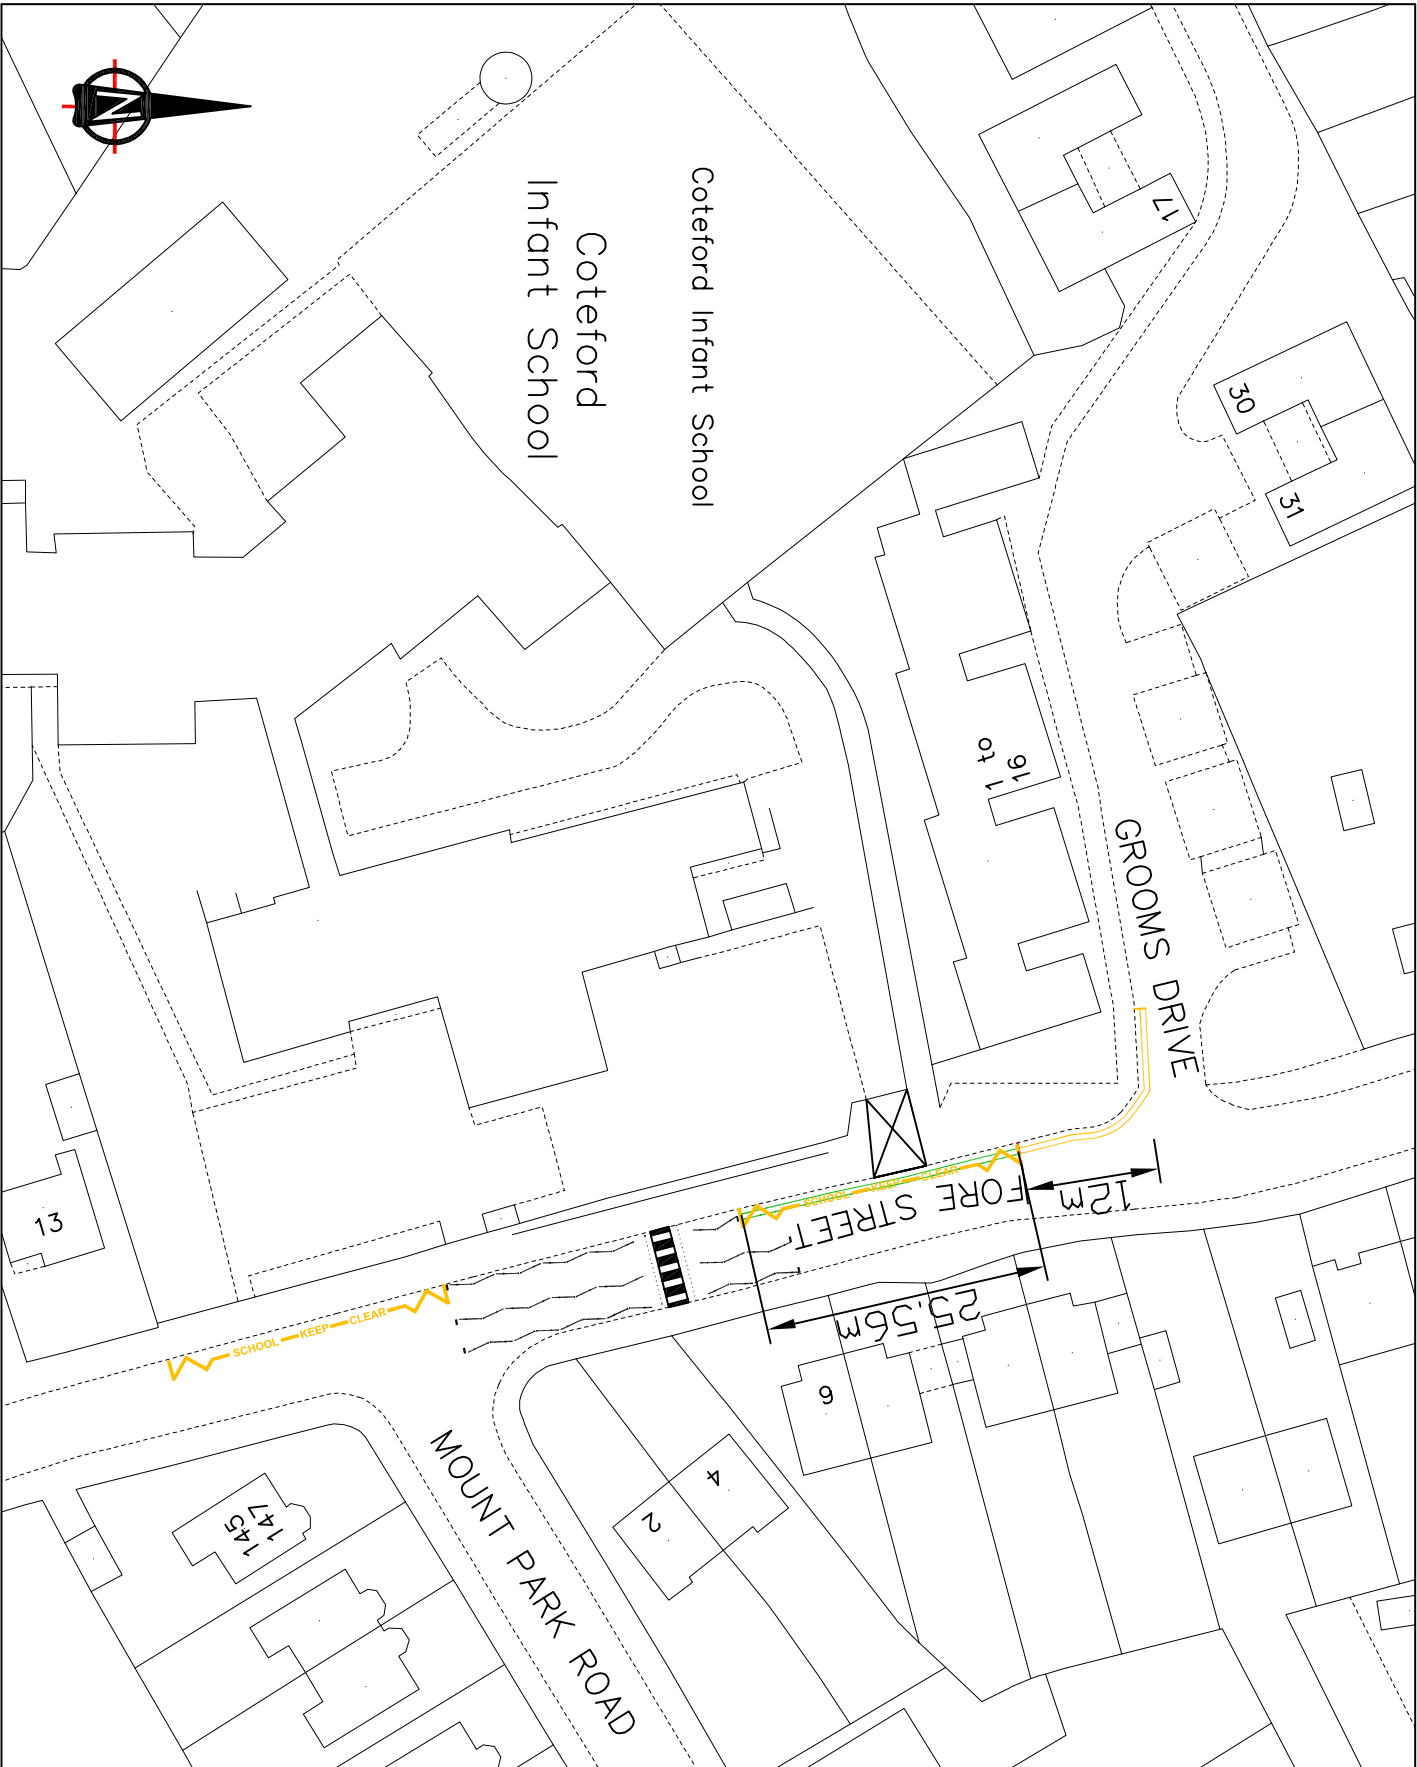 N
Coteford
Infant School
Coteford Infant School
17
30
31
1 to
16
GROOMS DRIVE
FORE STREET
12m
SCHOOL KEEP CLEAR
25.56m
13
SCHOOL KEEP CLEAR
6
4
2
MOUNT PARK ROAD
145
147